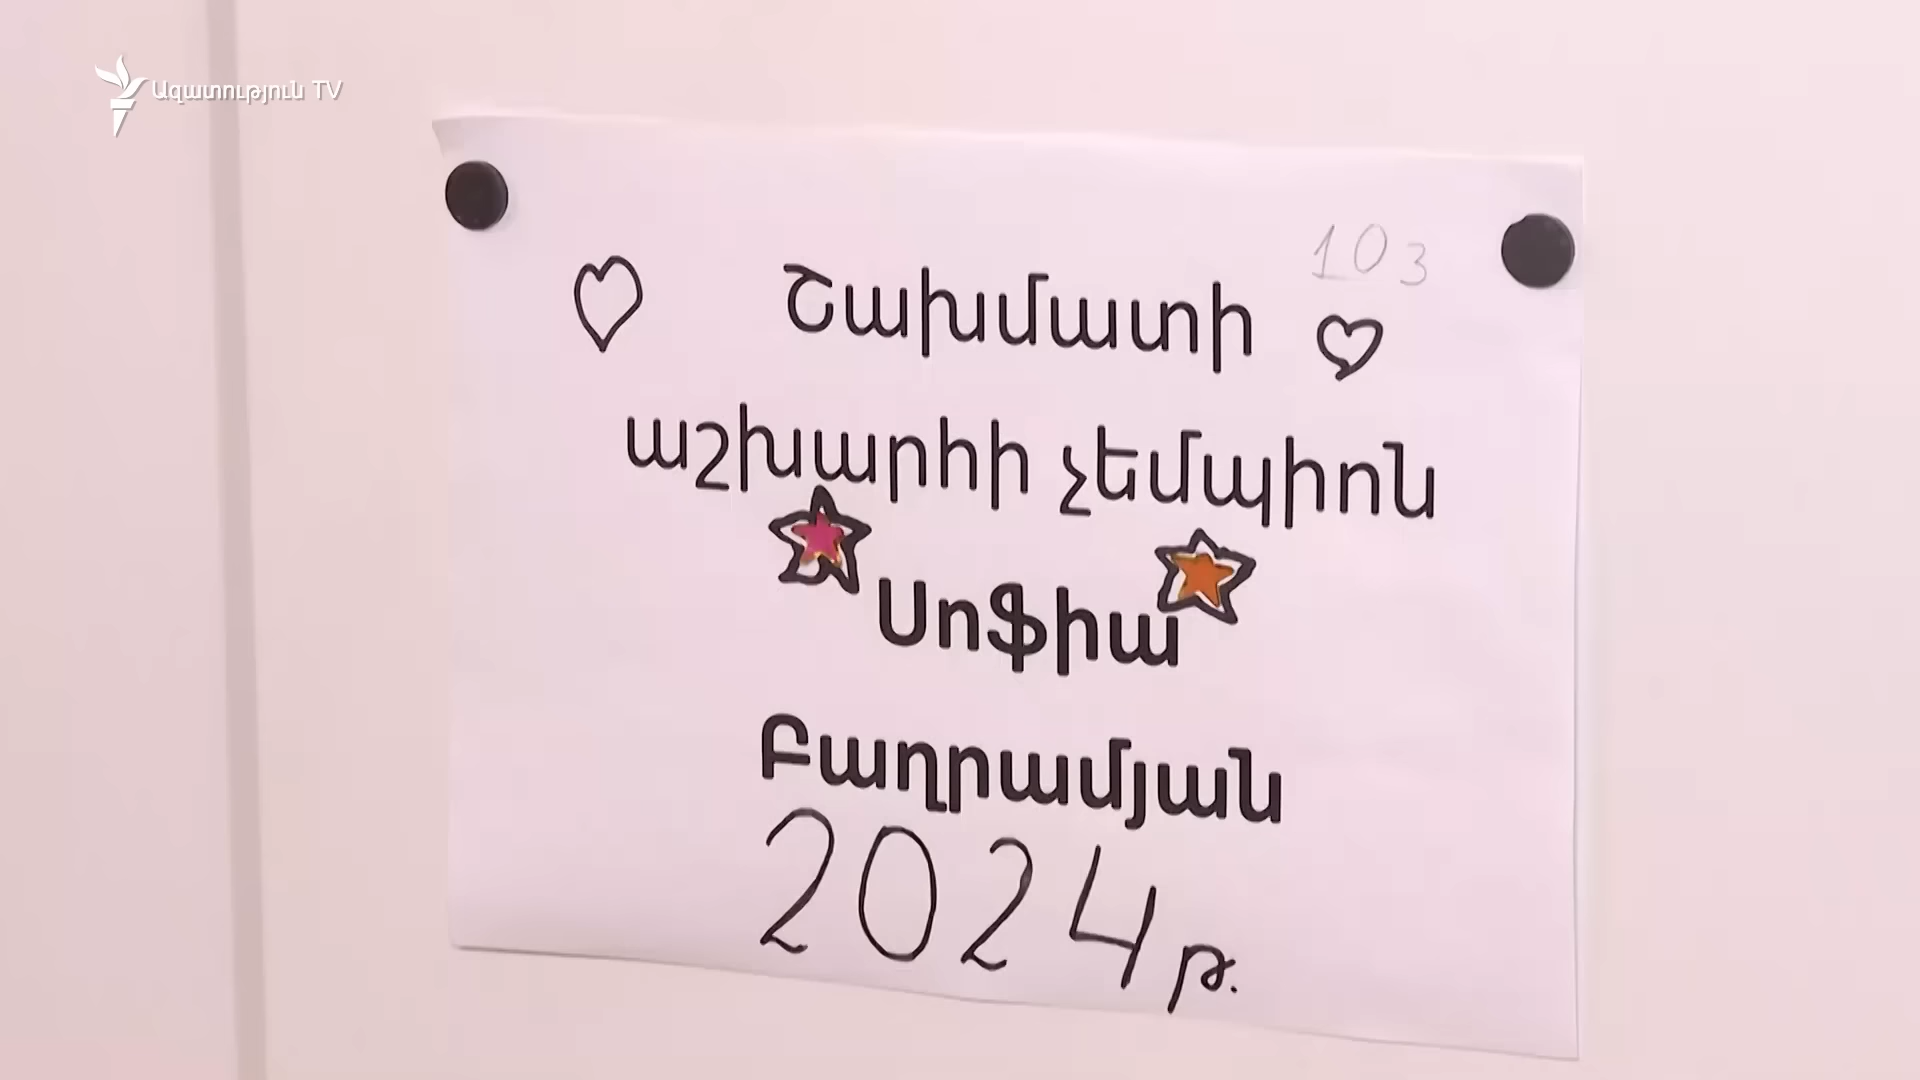 Ազատություն TV
103
Շախմատի
աշխարհի չեմպիոն
Սոֆիա
Բաղրամյան
2024թ.